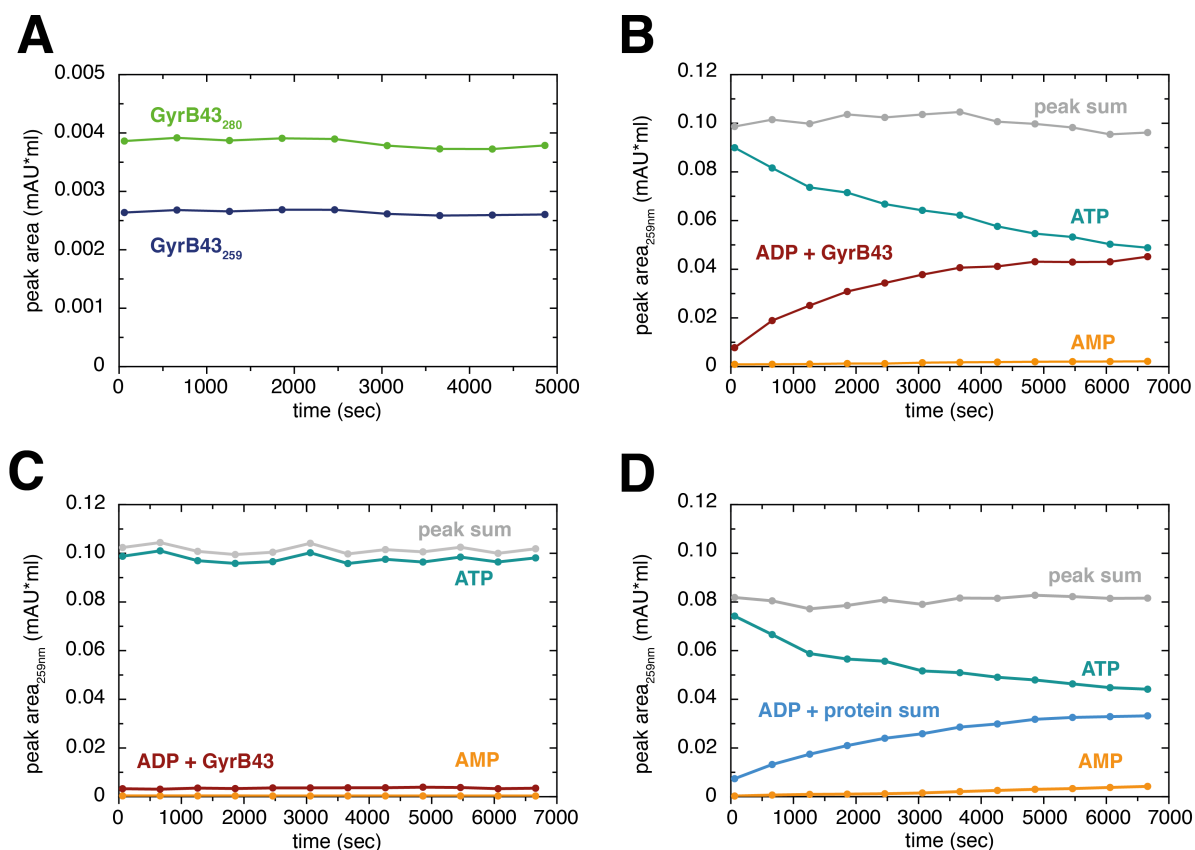 A
0.005
0.004
0.003
0.002
0.001
0
peak area (mAU*ml)
GyrB43280
GyrB43259
0 1000 2000 3000 4000 5000
time (sec)
B
0.12
0.10
0.08
0.06
0.04
0.02
0
peak area259nm (mAU*ml)
peak sum
ATP
ADP + GyrB43
AMP
0 1000 2000 3000 4000 5000 6000 7000
time (sec)
C
0.12
0.10
0.08
0.06
0.04
0.02
0
peak area259nm (mAU*ml)
peak sum
ATP
ADP + GyrB43
AMP
0 1000 2000 3000 4000 5000 6000 7000
time (sec)
D
0.12
0.10
0.08
0.06
0.04
0.02
0
peak area259nm (mAU*ml)
peak sum
ATP
ADP + protein sum
AMP
0 1000 2000 3000 4000 5000 6000 7000
time (sec)